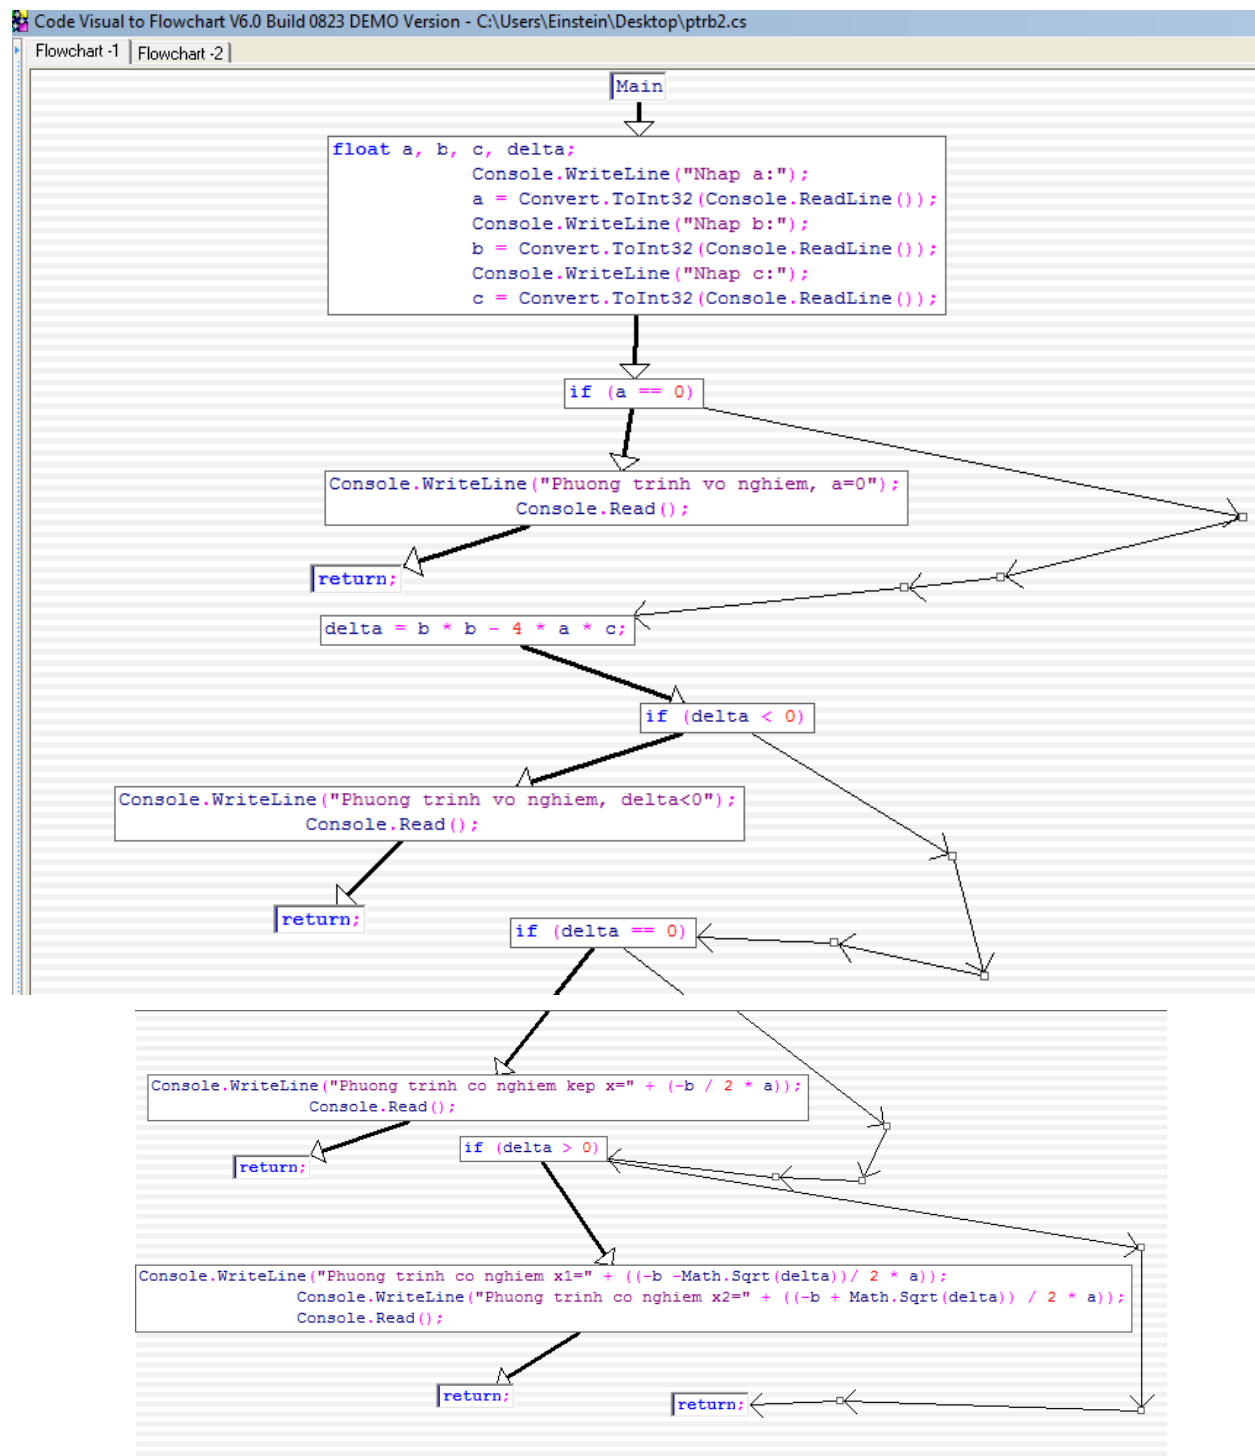 Code Visual to Flowchart V6.0 Build 0823 DEMO Version - C:\Users\Einstein\Desktop\ptrb2.cs
Flowchart -1 Flowchart -2
Main
float a, b, c, delta;
Console.WriteLine("Nhap a:");
a = Convert.ToInt32(Console.ReadLine());
Console.WriteLine("Nhap b:");
b = Convert.ToInt32(Console.ReadLine());
Console.WriteLine("Nhap c:");
c = Convert.ToInt32(Console.ReadLine());
if (a == 0)
Console.WriteLine("Phuong trinh vo nghiem, a=0");
Console.Read();
return;
delta = b * b - 4 * a * c;
if (delta < 0)
Console.WriteLine("Phuong trinh vo nghiem, delta<0");
Console.Read();
return;
if (delta == 0)
Console.WriteLine("Phuong trinh co nghiem kep x=" + (-b / 2 * a));
Console.Read();
if (delta > 0)
return;
Console.WriteLine("Phuong trinh co nghiem x1=" + ((-b -Math.Sqrt(delta))/ 2 * a));
Console.WriteLine("Phuong trinh co nghiem x2=" + ((-b + Math.Sqrt(delta)) / 2 * a));
Console.Read();
return;
return;